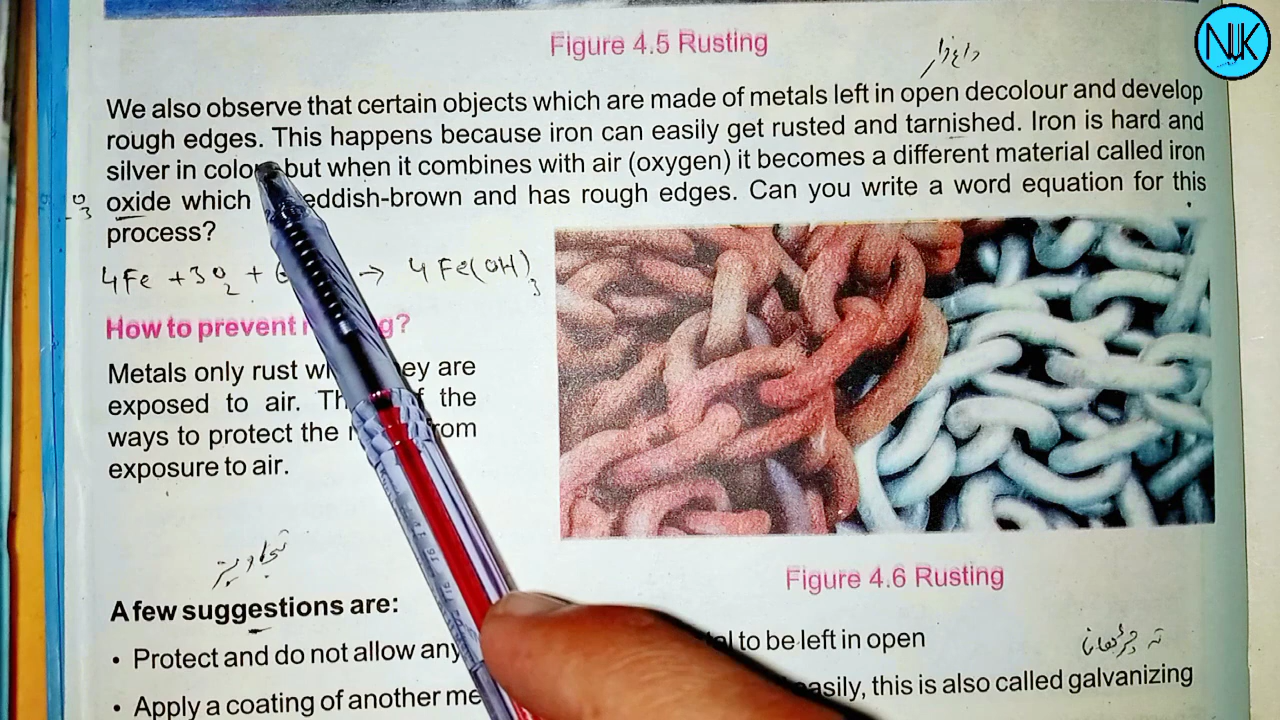 NUK
Figure 4.5 Rusting
داغدار
We also observe that certain objects which are made of metals left in open decolour and develop
rough edges. This happens because iron can easily get rusted and tarnished. Iron is hard and
silver in colo but when it combines with air (oxygen) it becomes a different material called iron
oxide which eddish-brown and has rough edges. Can you write a word equation for this
process?
4Fe + 3O2 + → 4Fe(OH)3
How to prevent g?
Metals only rust ey are
exposed to air. the
ways to protect the rom
exposure to air.
تجاویز
Figure 4.6 Rusting
A few suggestions are:
• Protect and do not allow any to be left in open
• Apply a coating of another me asily, this is also called galvanizing